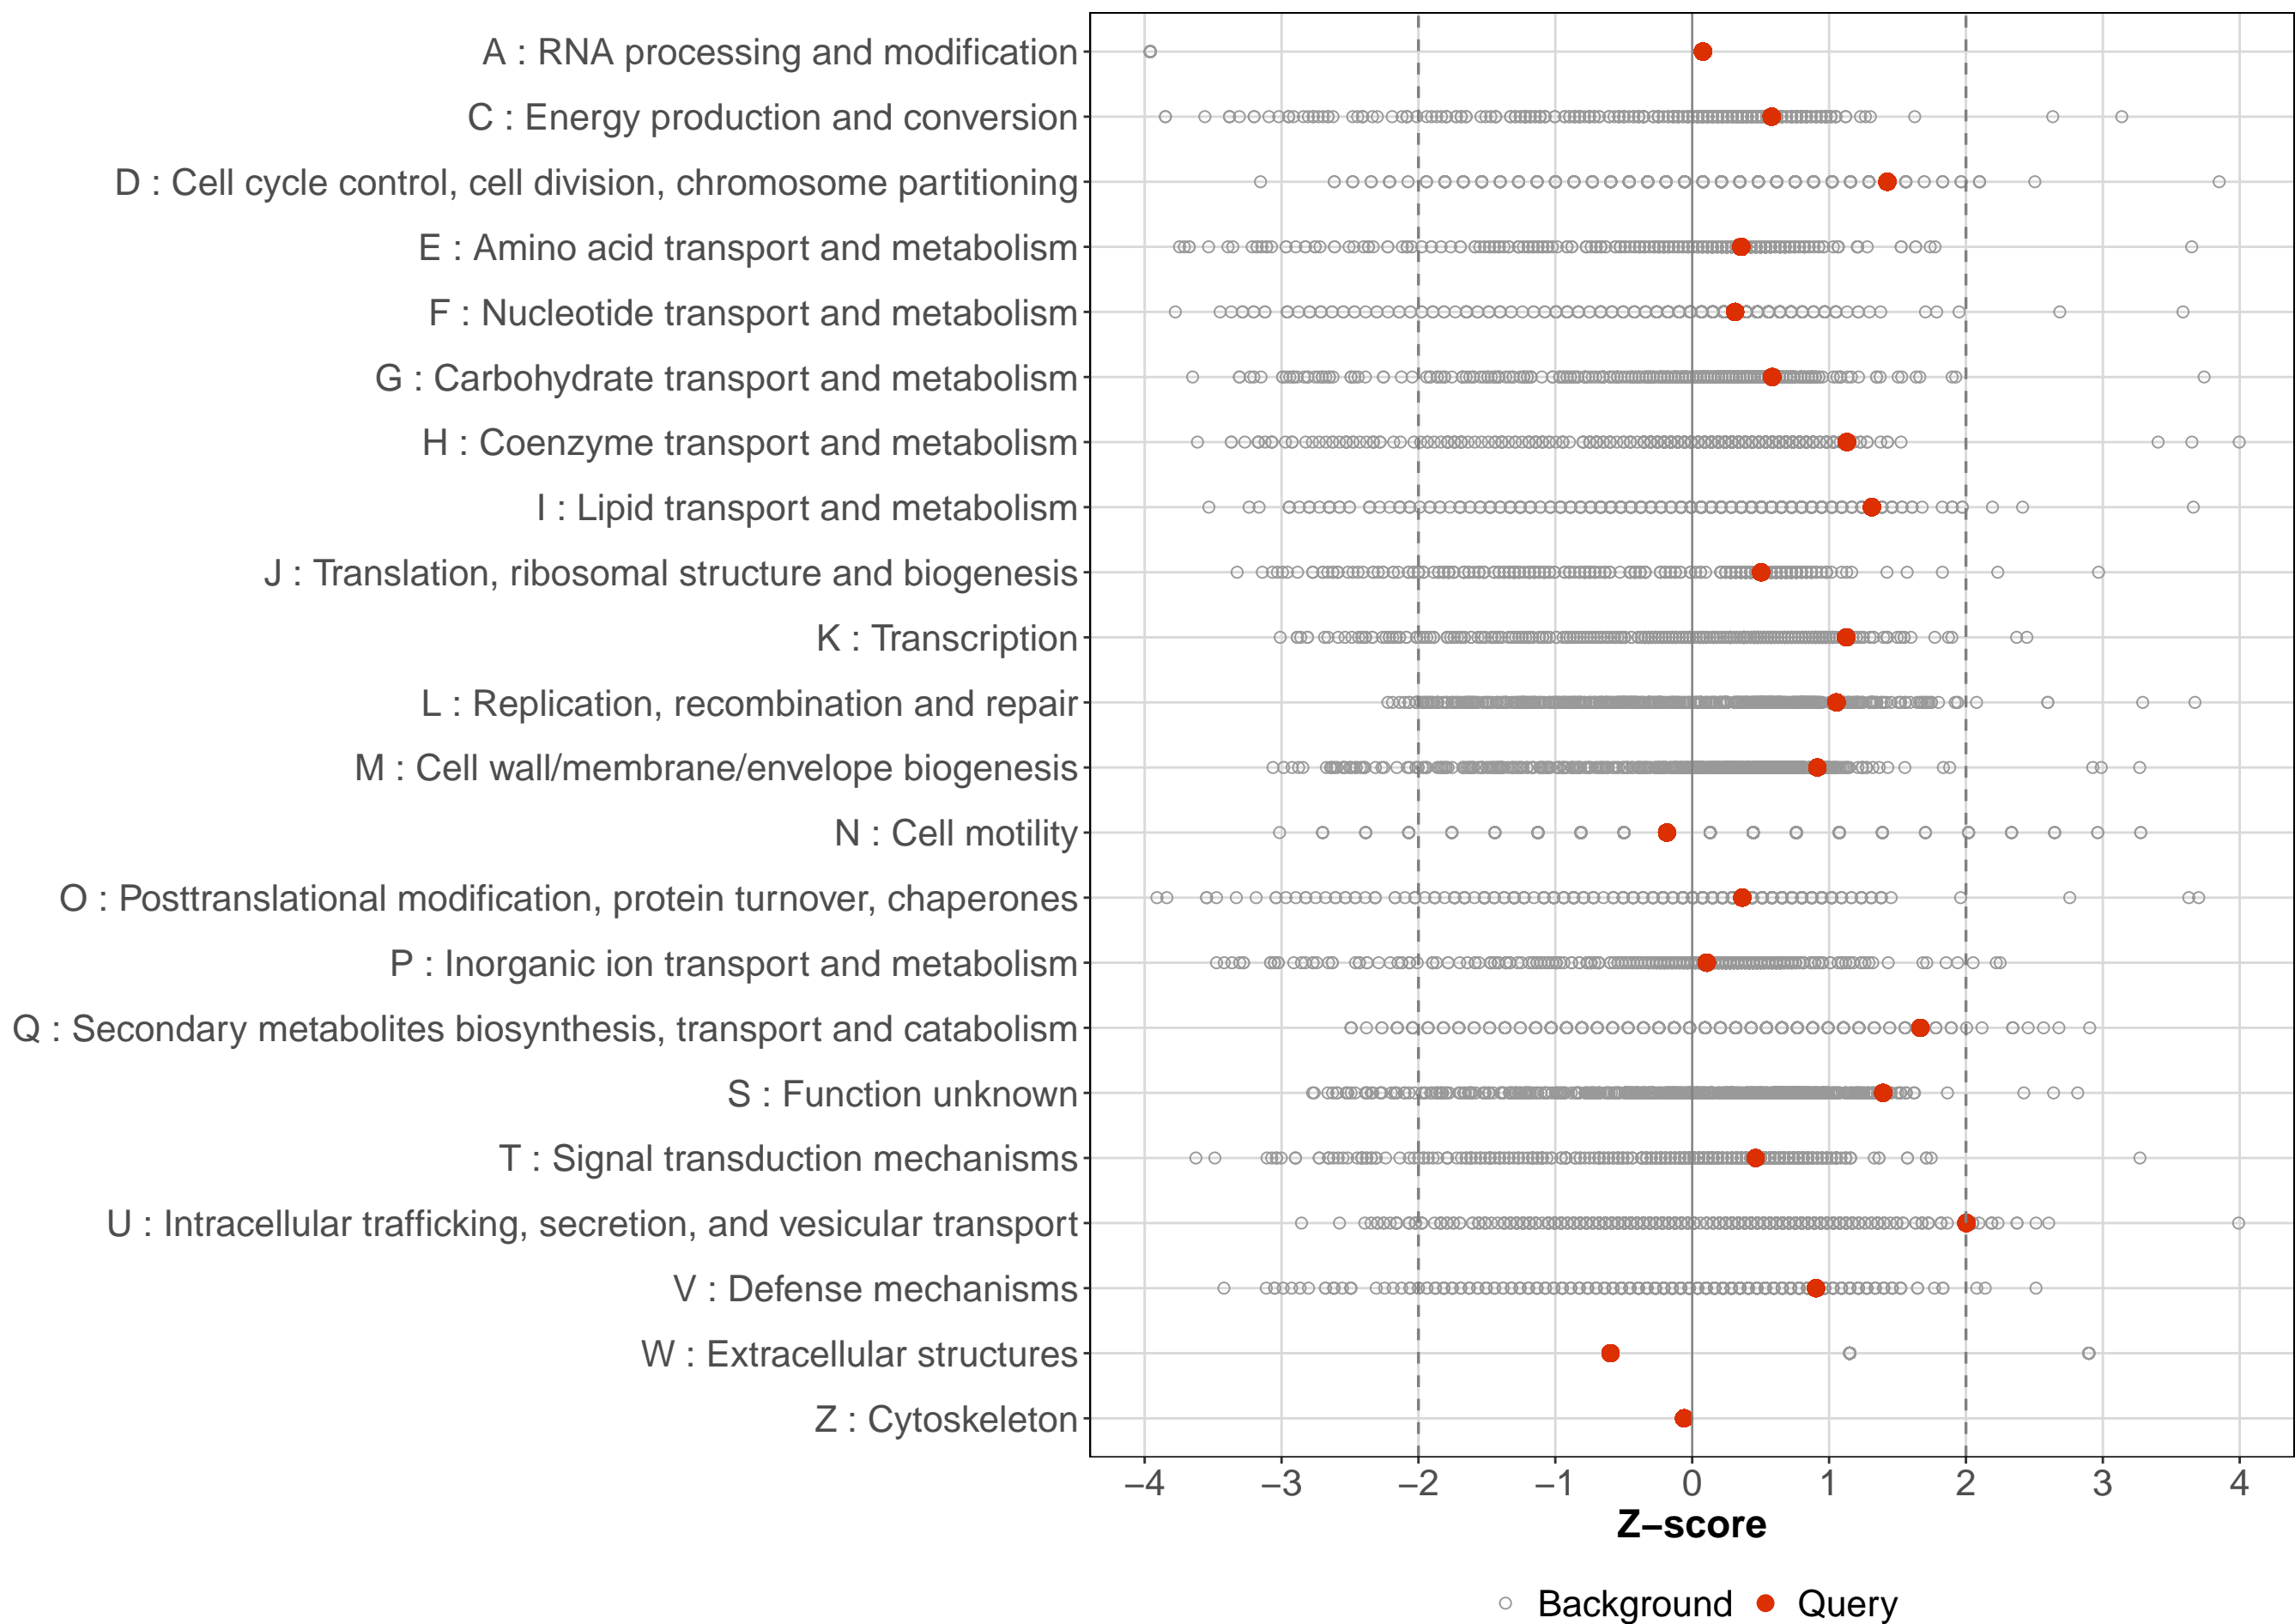 A : RNA processing and modification
C : Energy production and conversion
D : Cell cycle control, cell division, chromosome partitioning
E : Amino acid transport and metabolism
F : Nucleotide transport and metabolism
G : Carbohydrate transport and metabolism
H : Coenzyme transport and metabolism
I : Lipid transport and metabolism
J : Translation, ribosomal structure and biogenesis
K : Transcription
L : Replication, recombination and repair
M : Cell wall/membrane/envelope biogenesis
N : Cell motility
O : Posttranslational modification, protein turnover, chaperones
P : Inorganic ion transport and metabolism
Q : Secondary metabolites biosynthesis, transport and catabolism
S : Function unknown
T : Signal transduction mechanisms
U : Intracellular trafficking, secretion, and vesicular transport
V : Defense mechanisms
W : Extracellular structures
Z : Cytoskeleton
−4 −3 −2 −1 0 1 2 3 4
Z−score
Background Query